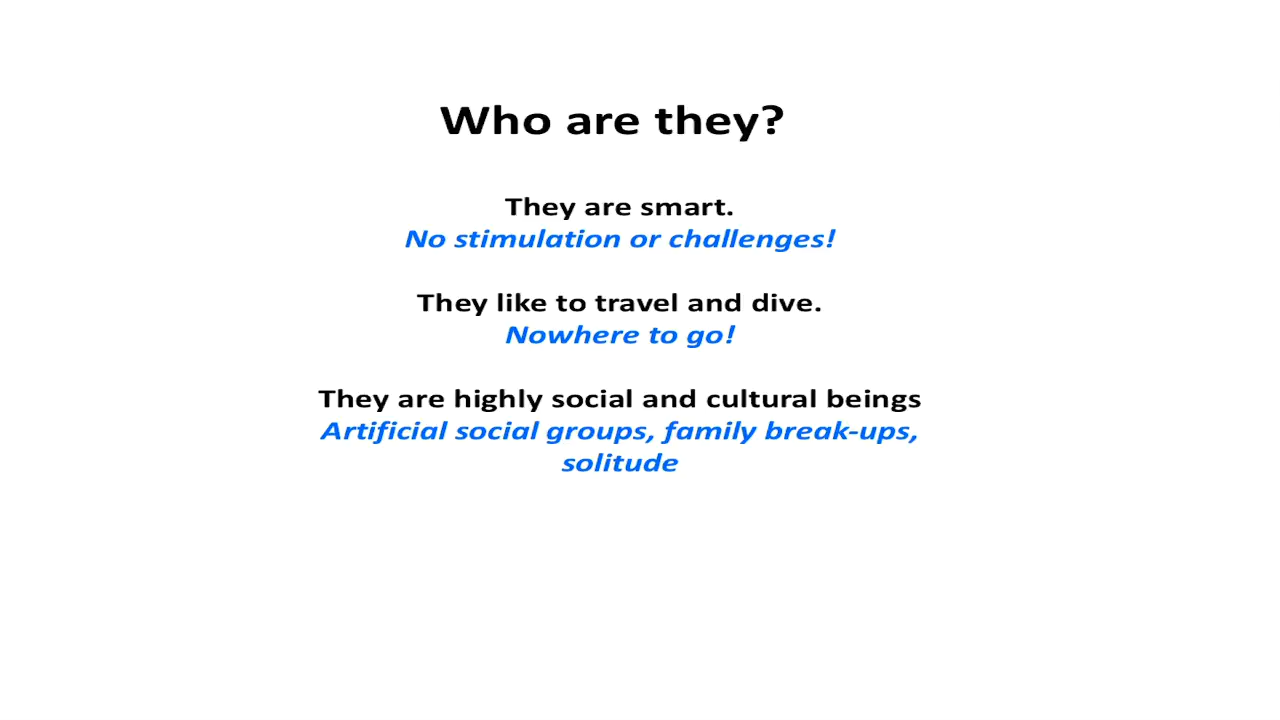 Who are they?
They are smart.
No stimulation or challenges!
They like to travel and dive.
Nowhere to go!
They are highly social and cultural beings
Artificial social groups, family break-ups,
solitude